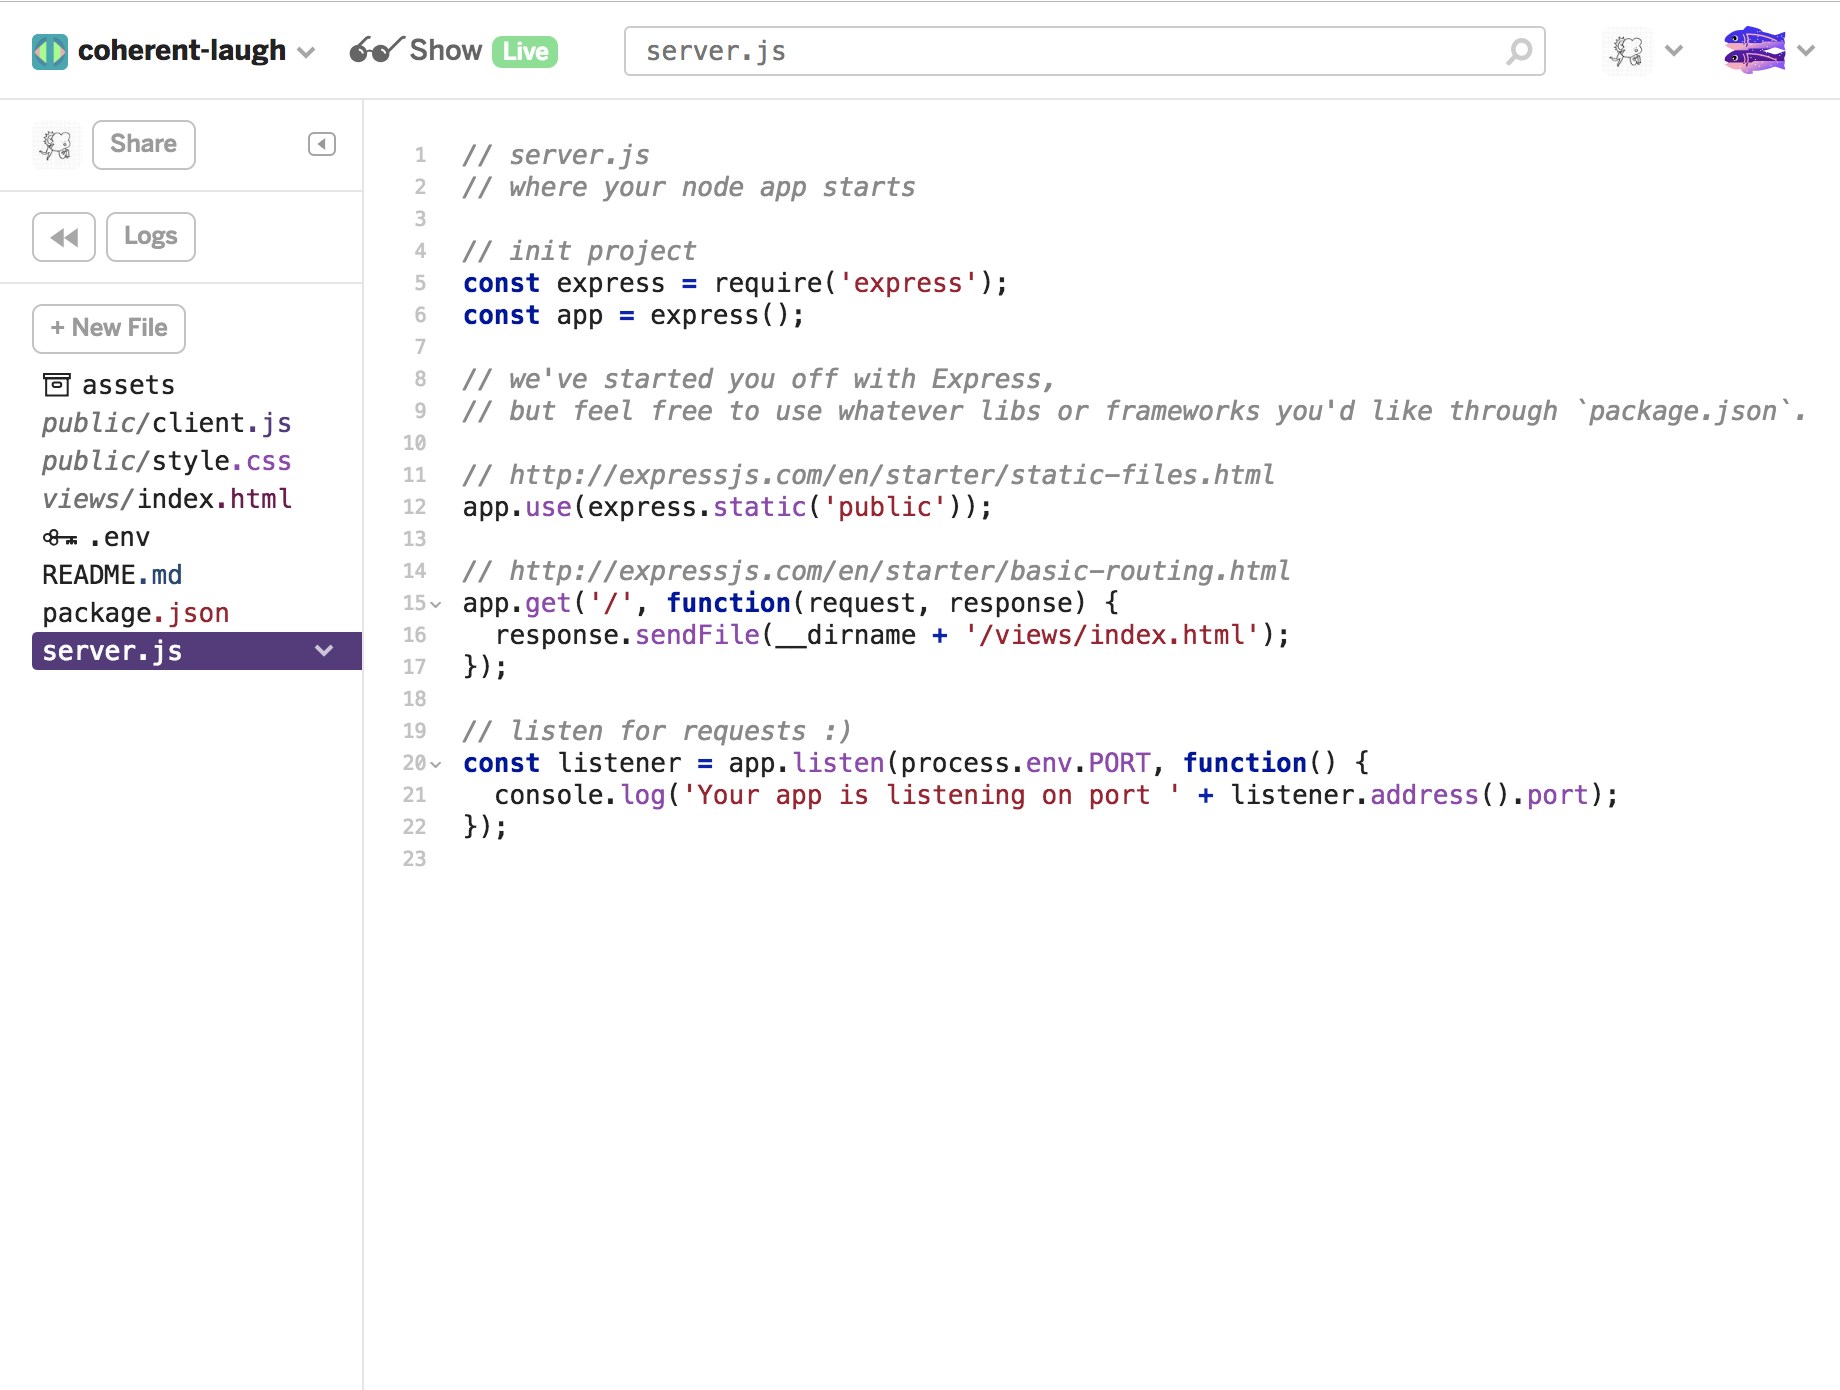 coherent-laugh Show Live server.js
Share
Logs
+ New File
assets
public/client.js
public/style.css
views/index.html
.env
README.md
package.json
server.js
1 // server.js
2 // where your node app starts
3
4 // init project
5 const express = require('express');
6 const app = express();
7
8 // we've started you off with Express,
9 // but feel free to use whatever libs or frameworks you'd like through `package.json`.
10
11 // http://expressjs.com/en/starter/static-files.html
12 app.use(express.static('public'));
13
14 // http://expressjs.com/en/starter/basic-routing.html
15 app.get('/', function(request, response) {
16   response.sendFile(__dirname + '/views/index.html');
17 });
18
19 // listen for requests :)
20 const listener = app.listen(process.env.PORT, function() {
21   console.log('Your app is listening on port ' + listener.address().port);
22 });
23